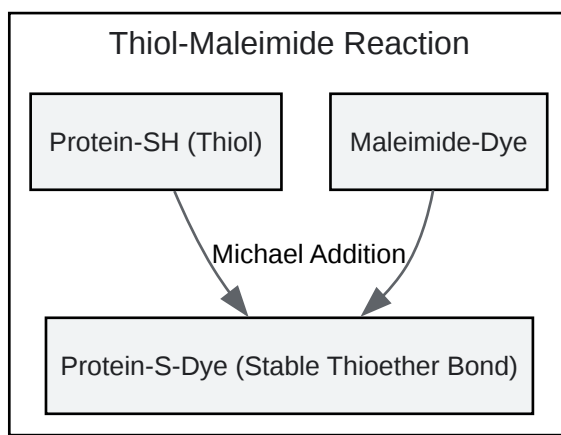 Thiol-Maleimide Reaction
Protein-SH (Thiol)
Maleimide-Dye
Michael Addition
Protein-S-Dye (Stable Thioether Bond)